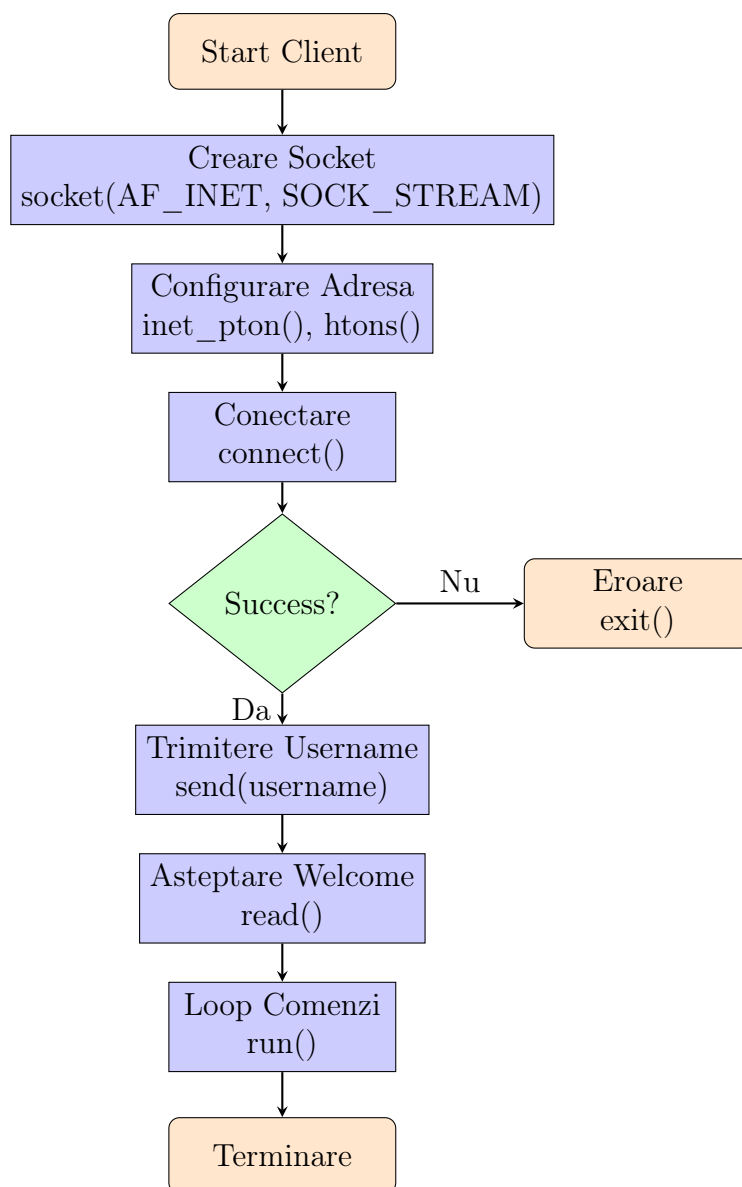 Start Client
Creare Socket
socket(AF_INET, SOCK_STREAM)
Configurare Adresa
inet_pton(), htons()
Conectare
connect()
Success?
Nu
Eroare
exit()
Da
Trimitere Username
send(username)
Asteptare Welcome
read()
Loop Comenzi
run()
Terminare